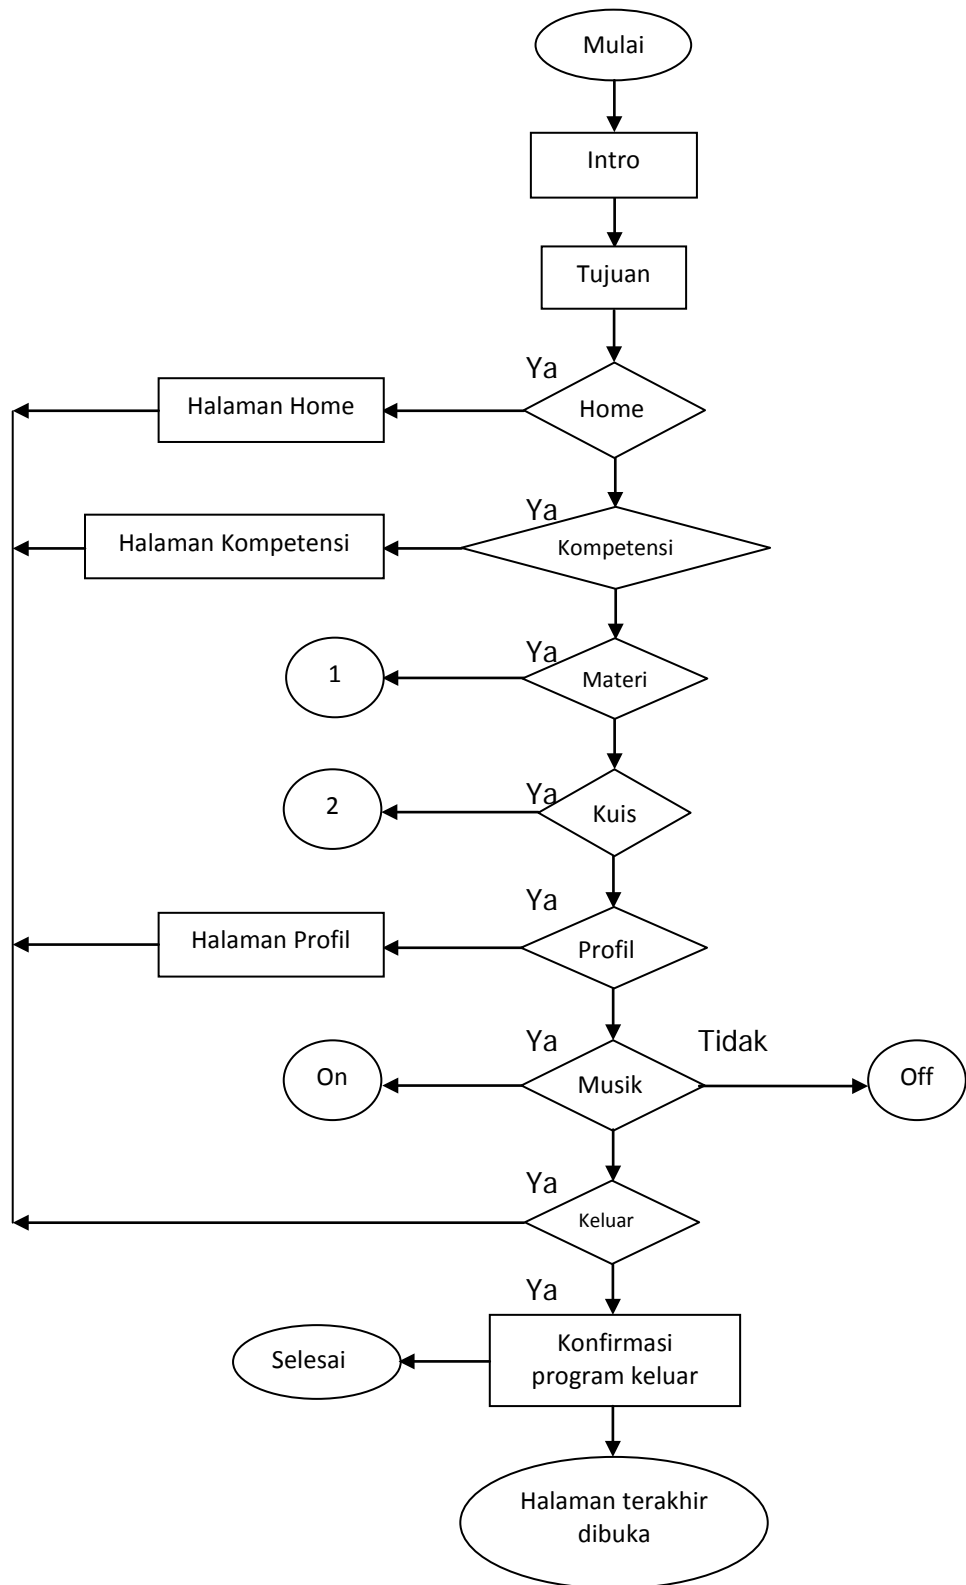 Mulai
Intro
Tujuan
Ya
Halaman Home
Home
Ya
Halaman Kompetensi
Kompetensi
Ya
1
Materi
Ya
2
Kuis
Ya
Halaman Profil
Profil
Ya
Tidak
On
Musik
Off
Ya
Keluar
Ya
Konfirmasi
program keluar
Selesai
Halaman terakhir
dibuka